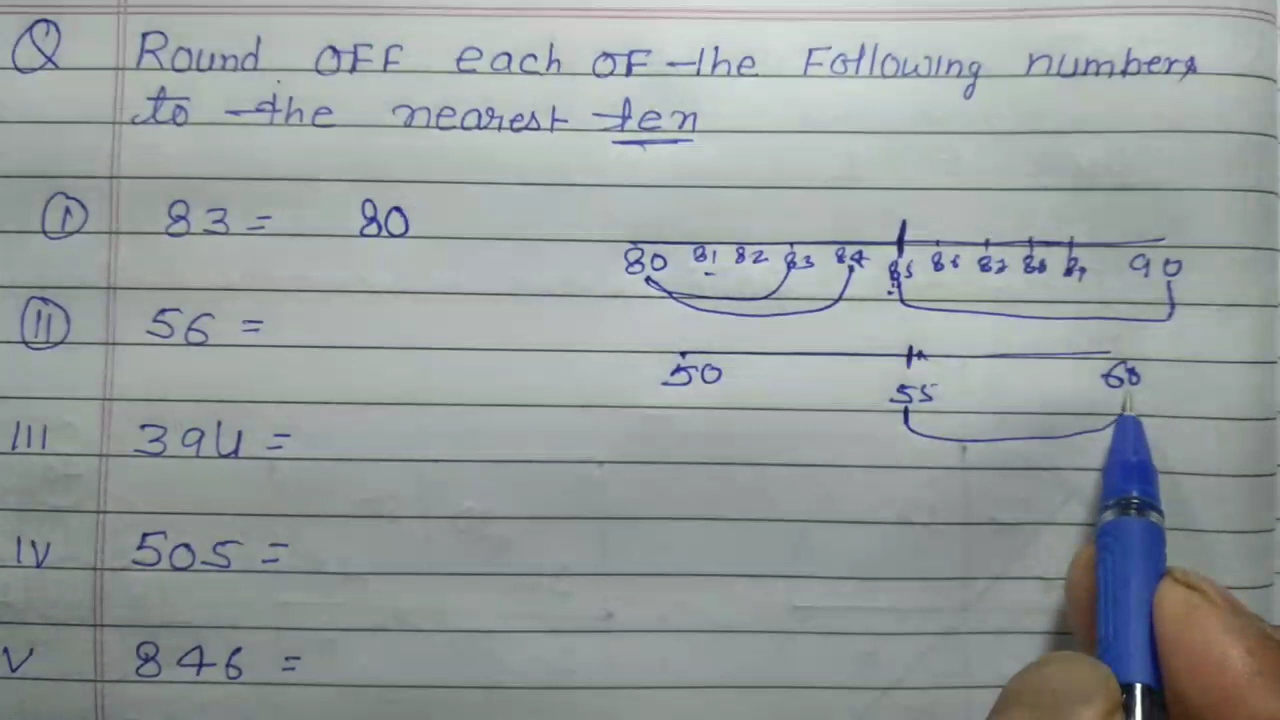 Q Round OFF each OF the Following numbers
to the nearest ten
I 83 = 80
80 81 82 83 84 85 86 87 88 89 90
II 56 =
50 55 60
III 394 =
IV 505 =
V 846 =